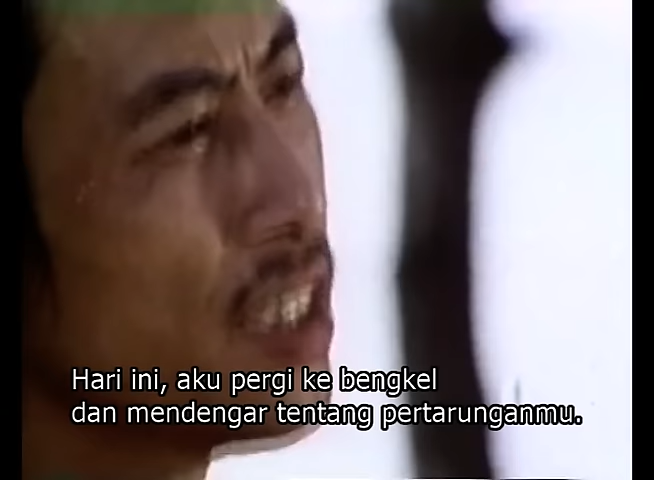 Hari ini, aku pergi ke bengkel
dan mendengar tentang pertarunganmu.